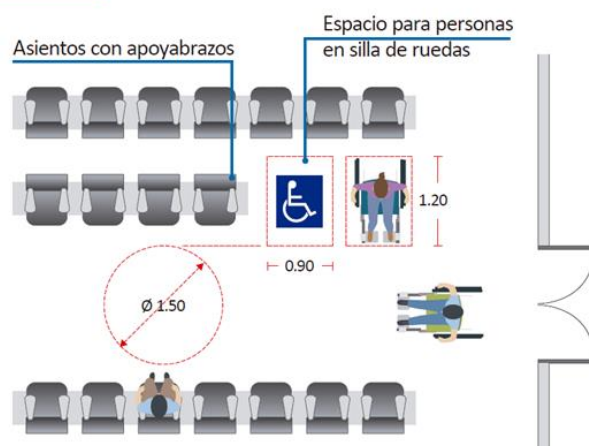 Espacio para personas
en silla de ruedas
Asientos con apoyabrazos
1.20
0.90
Ø 1.50